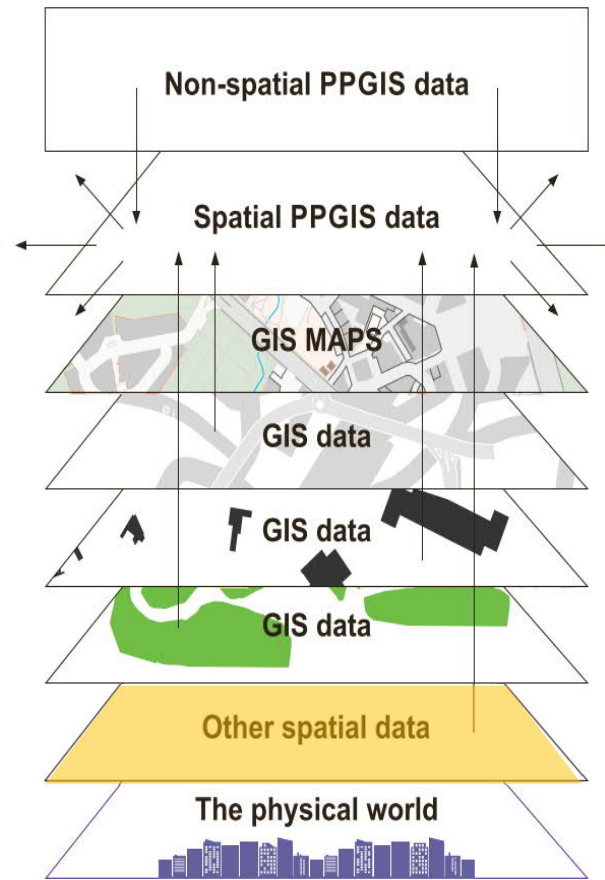 Non-spatial PPGIS data
Spatial PPGIS data
GIS MAPS
GIS data
GIS data
GIS data
Other spatial data
The physical world